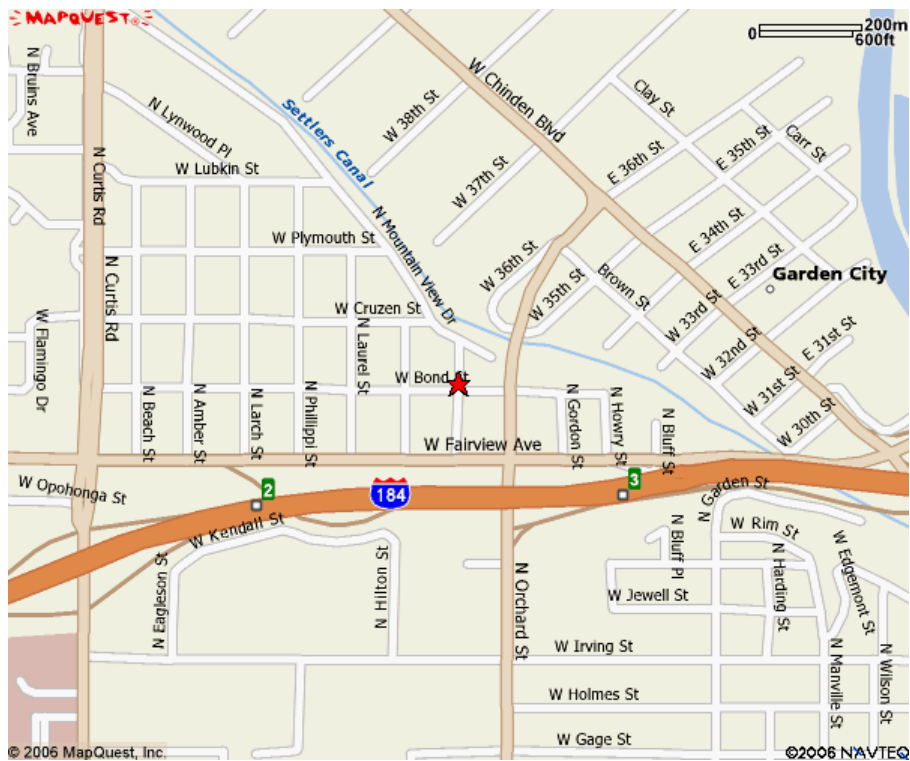 MAPQUEST
0 200m
600ft
N Bruins Ave
N Lynwood Pl
Settlers Canal
W 38th St
W Chinden Blvd
Clay St
W 37th St
E 36th St
E 35th St
Carr St
N Curtis Rd
W Lubkin St
N Mountain View Dr
W Plymouth St
W 36th St
E 34th St
N Curtis Rd
W 35th St
Brown St
E 33rd St
Garden City
W Flamingo Dr
W Cruzen St
N Laurel St
W 33rd St
W 32nd St
E 31st St
W Bond St
W 31st St
N Beach St
N Amber St
N Larch St
N Phillippi St
N Gordon St
N Howry St
N Bluff St
W 30th St
W Fairview Ave
W Opohonga St
2
184
3
N Garden St
W Kendall St
N Eagleson St
N Hilton St
N Orchard St
N Bluff Pl
W Rim St
N Harding St
W Edgemont St
W Jewell St
W Irving St
N Manville St
N Wilson St
W Holmes St
W Gage St
© 2006 MapQuest, Inc.
©2006 NAVTEQ